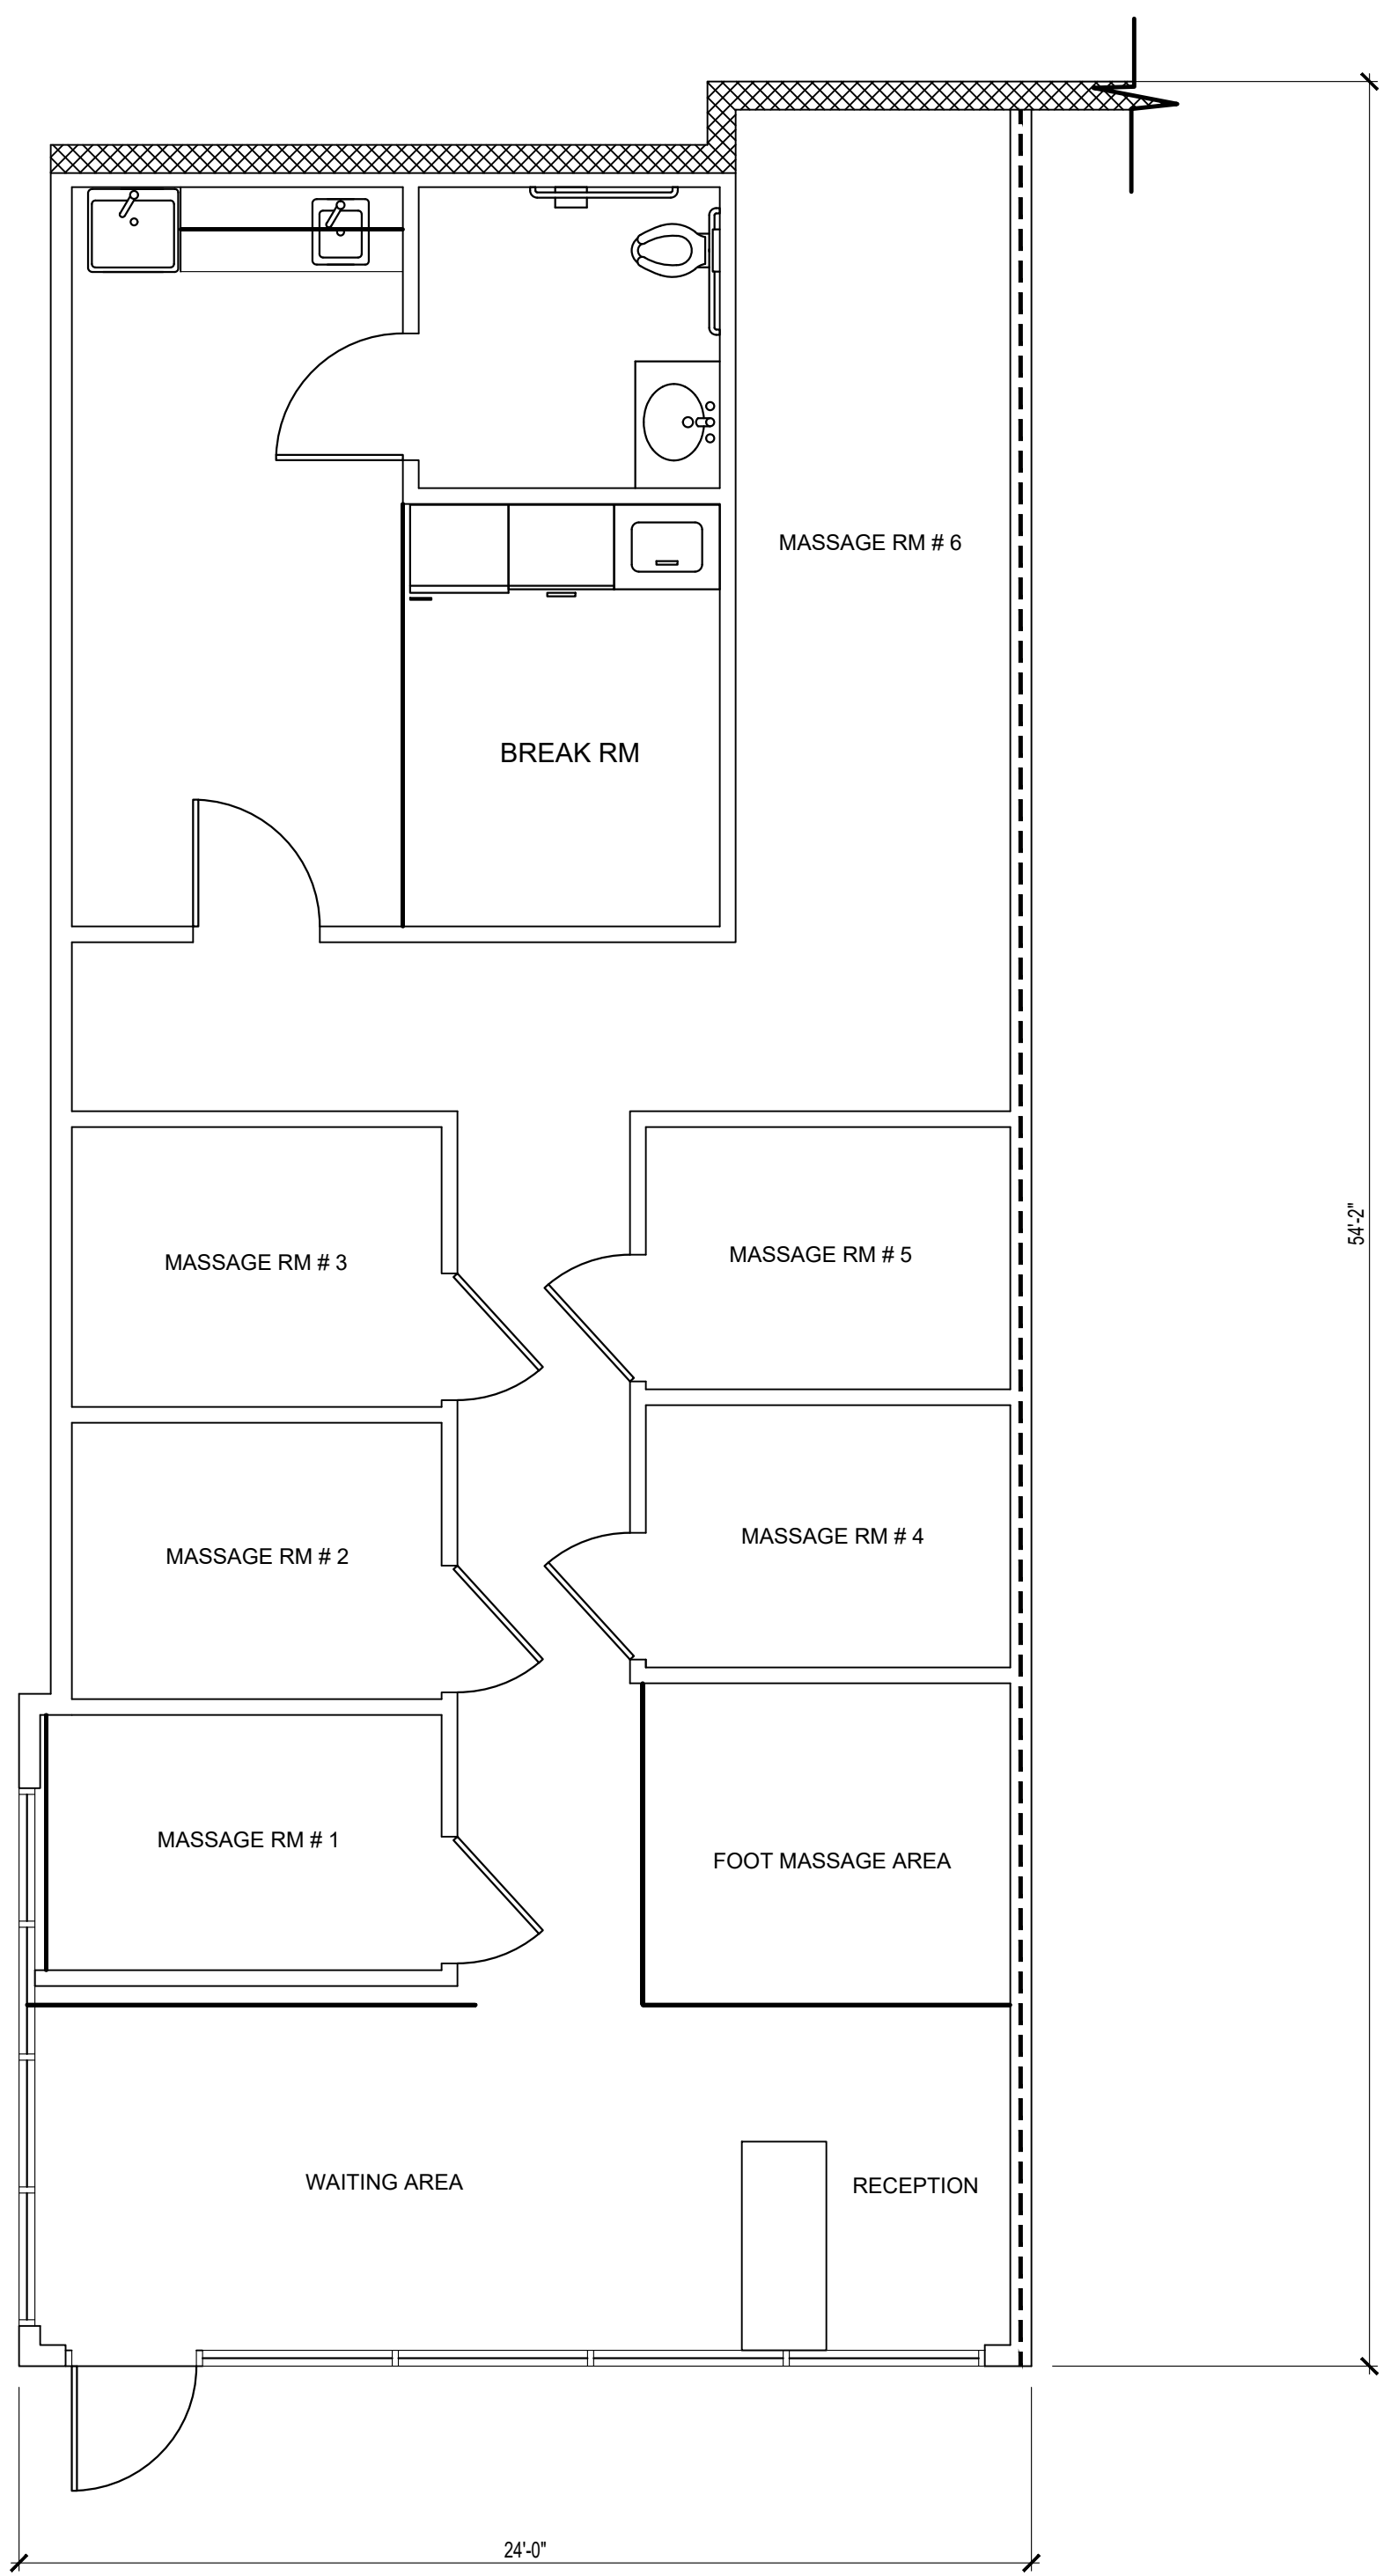 MASSAGE RM # 6
BREAK RM
54'-2"
MASSAGE RM # 3
MASSAGE RM # 5
MASSAGE RM # 2
MASSAGE RM # 4
MASSAGE RM # 1
FOOT MASSAGE AREA
WAITING AREA
RECEPTION
24'-0"